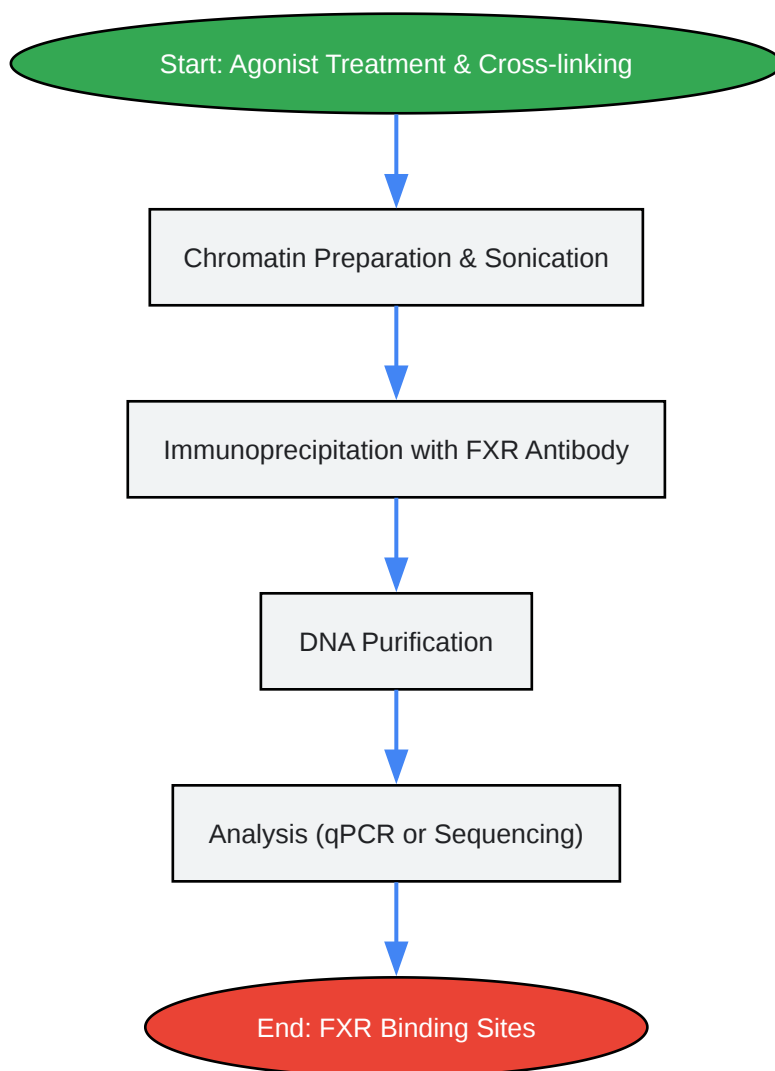 Start: Agonist Treatment & Cross-linking
Chromatin Preparation & Sonication
Immunoprecipitation with FXR Antibody
DNA Purification
Analysis (qPCR or Sequencing)
End: FXR Binding Sites